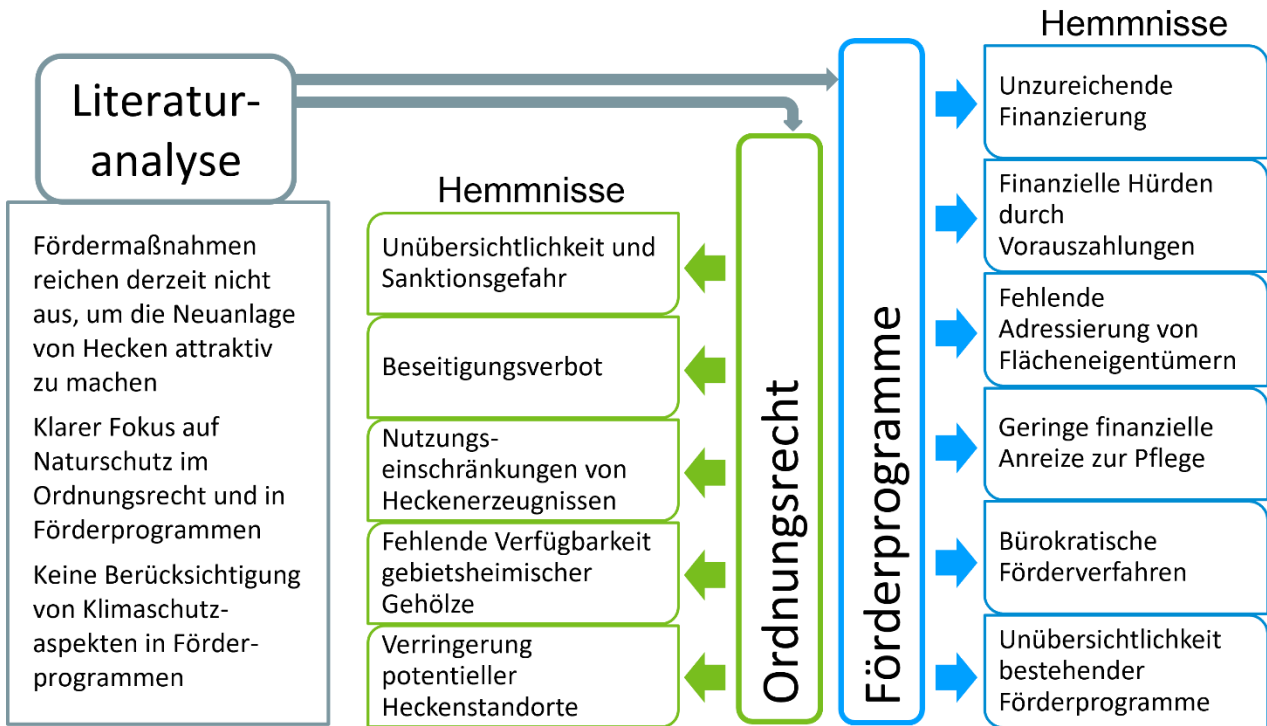 Literatur-
analyse
Fördermaßnahmen
reichen derzeit nicht
aus, um die Neuanlage
von Hecken attraktiv
zu machen
Klarer Fokus auf
Naturschutz im
Ordnungsrecht und in
Förderprogrammen
Keine Berücksichtigung
von Klimaschutz-
aspekten in Förder-
programmen
Hemmnisse
Unübersichtlichkeit und
Sanktionsgefahr
Beseitigungsverbot
Nutzungs-
einschränkungen von
Heckenerzeugnissen
Fehlende Verfügbarkeit
gebietsheimischer
Gehölze
Verringerung
potentieller
Heckenstandorte
Ordnungsrecht
Förderprogramme
Hemmnisse
Unzureichende
Finanzierung
Finanzielle Hürden
durch
Vorauszahlungen
Fehlende
Adressierung von
Flächeneigentümern
Geringe finanzielle
Anreize zur Pflege
Bürokratische
Förderverfahren
Unübersichtlichkeit
bestehender
Förderprogramme